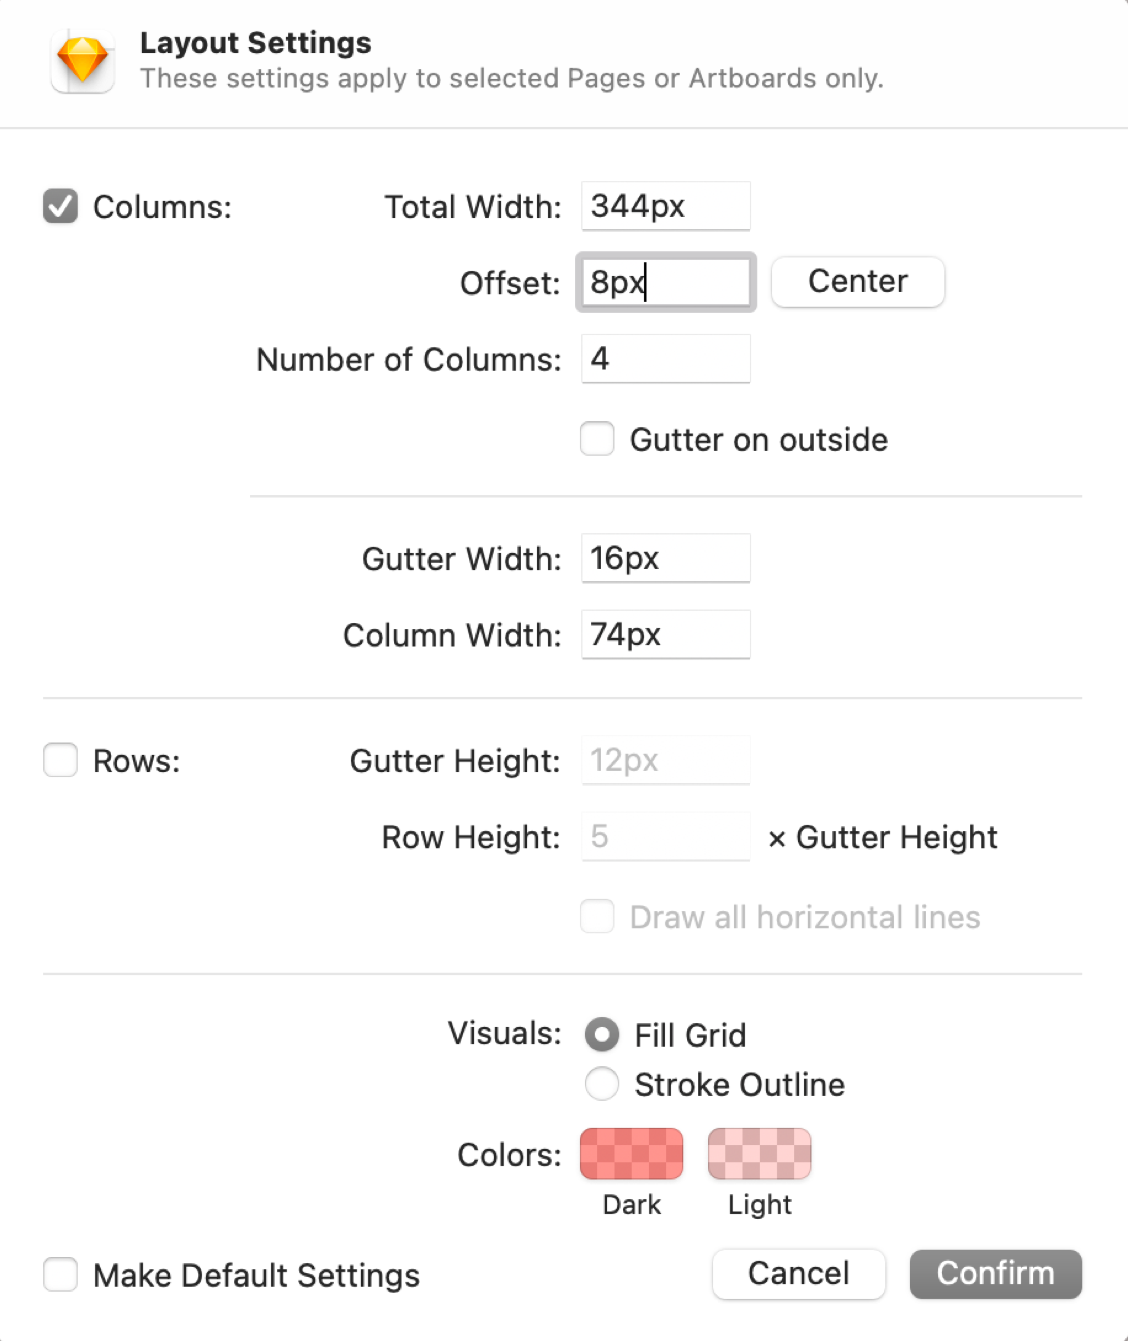 Layout Settings
These settings apply to selected Pages or Artboards only.
Columns: Total Width: 344px
Offset: 8px Center
Number of Columns: 4
Gutter on outside
Gutter Width: 16px
Column Width: 74px
Rows: Gutter Height: 12px
Row Height: 5 × Gutter Height
Draw all horizontal lines
Visuals: Fill Grid
Stroke Outline
Colors:
Dark Light
Make Default Settings Cancel Confirm